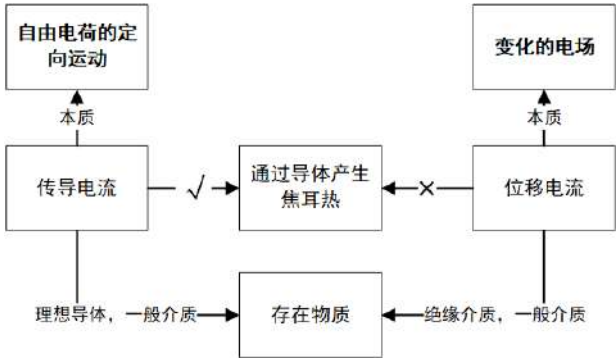 自由电荷的定
向运动
变化的电场
本质
本质
传导电流
√
通过导体产生
焦耳热
×
位移电流
理想导体，一般介质
存在物质
绝缘介质，一般介质